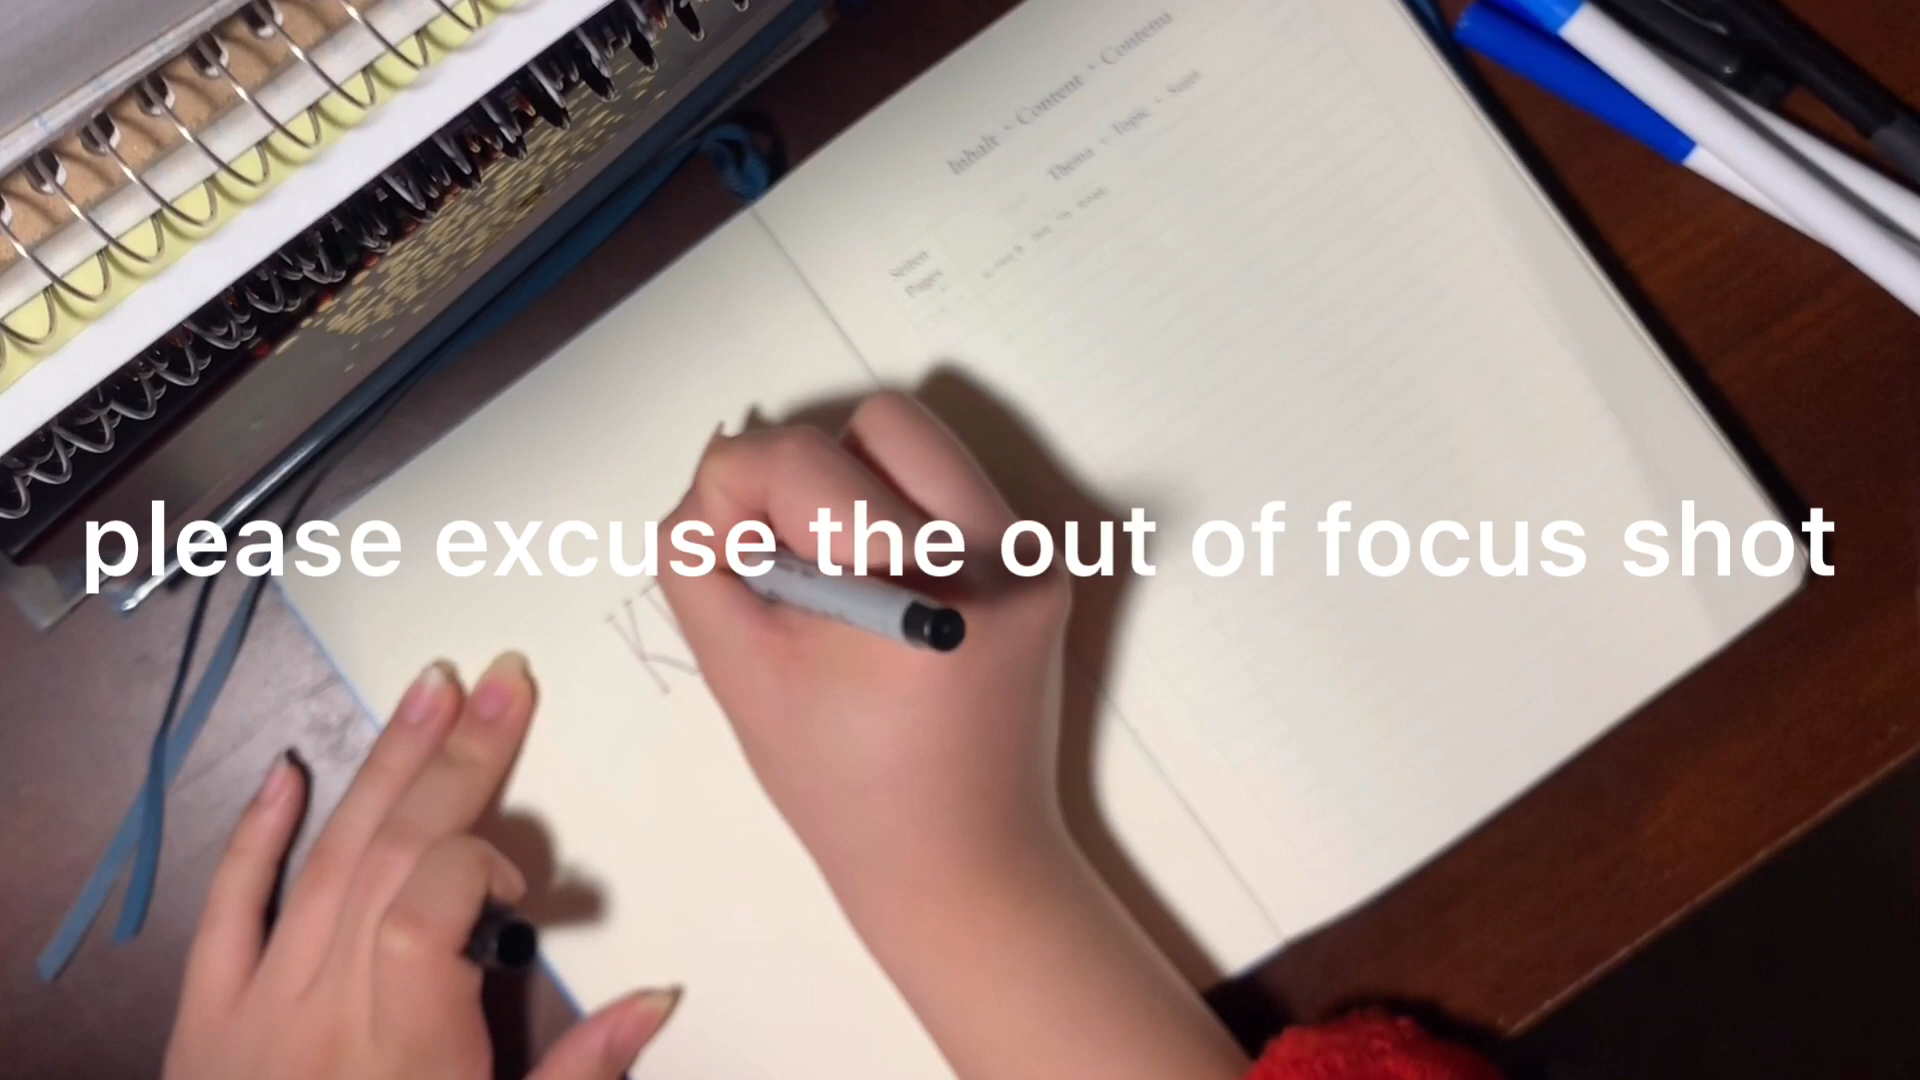 Inhalt • Content • Contenu
Thema • Topic • Sujet
Seiten
Pages
please excuse the out of focus shot